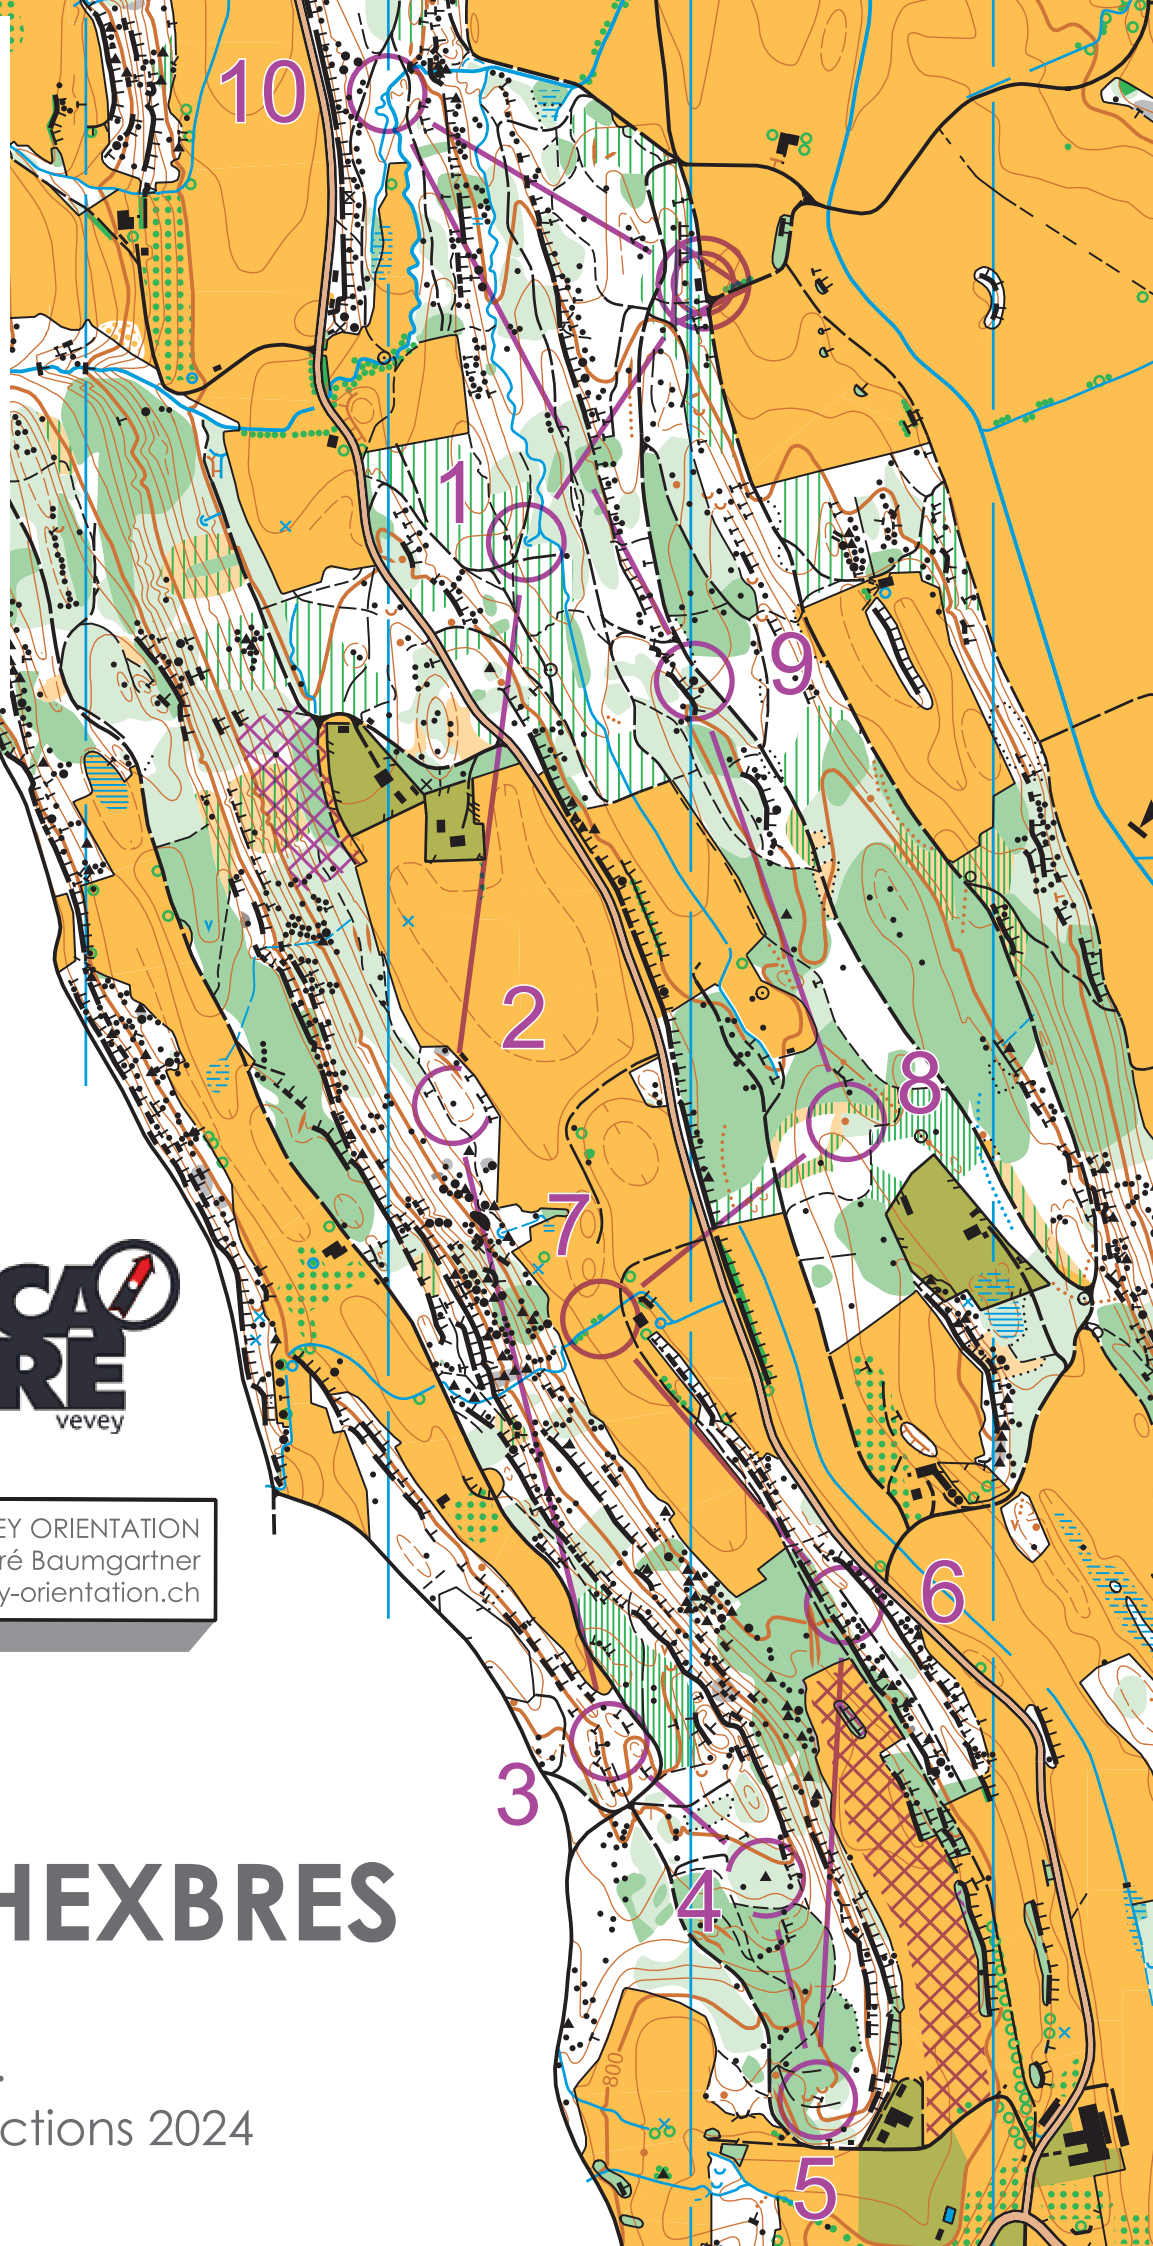 10
1
9
2
8
7
CA
RE
vevey
EY ORIENTATION
ré Baumgartner
y-orientation.ch
6
3
HEXBRES
4
800
ctions 2024
5